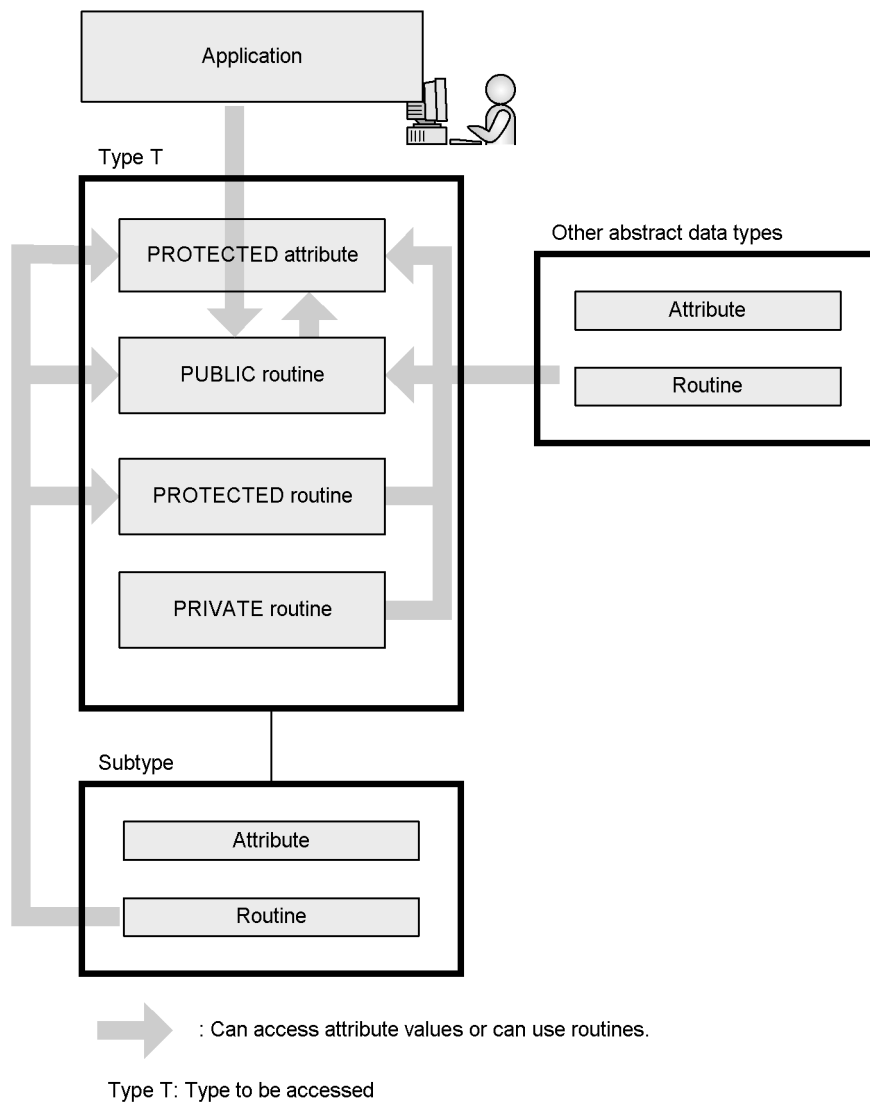 Application
Type T
PROTECTED attribute
Other abstract data types
Attribute
PUBLIC routine
Routine
PROTECTED routine
PRIVATE routine
Subtype
Attribute
Routine
: Can access attribute values or can use routines.
Type T: Type to be accessed